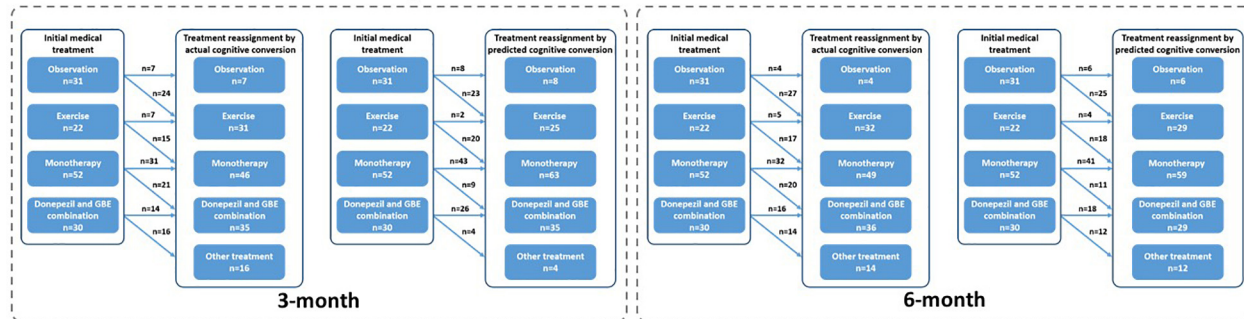 Initial medical
treatment
Observation
n=31
Exercise
n=22
Monotherapy
n=52
Donepezil and GBE
combination
n=30
n=7
n=24
n=7
n=15
n=31
n=21
n=14
n=16
Treatment reassignment by
actual cognitive conversion
Observation
n=7
Exercise
n=31
Monotherapy
n=46
Donepezil and GBE
combination
n=35
Other treatment
n=16
Initial medical
treatment
Observation
n=31
Exercise
n=22
Monotherapy
n=52
Donepezil and GBE
combination
n=30
n=8
n=23
n=2
n=20
n=43
n=9
n=26
n=4
Treatment reassignment by
predicted cognitive conversion
Observation
n=8
Exercise
n=25
Monotherapy
n=63
Donepezil and GBE
combination
n=35
Other treatment
n=4
3-month
Initial medical
treatment
Observation
n=31
Exercise
n=22
Monotherapy
n=52
Donepezil and GBE
combination
n=30
n=4
n=27
n=5
n=17
n=32
n=20
n=16
n=14
Treatment reassignment by
actual cognitive conversion
Observation
n=4
Exercise
n=32
Monotherapy
n=49
Donepezil and GBE
combination
n=36
Other treatment
n=14
Initial medical
treatment
Observation
n=31
Exercise
n=22
Monotherapy
n=52
Donepezil and GBE
combination
n=30
n=6
n=25
n=4
n=18
n=41
n=11
n=18
n=12
Treatment reassignment by
predicted cognitive conversion
Observation
n=6
Exercise
n=29
Monotherapy
n=59
Donepezil and GBE
combination
n=29
Other treatment
n=12
6-month